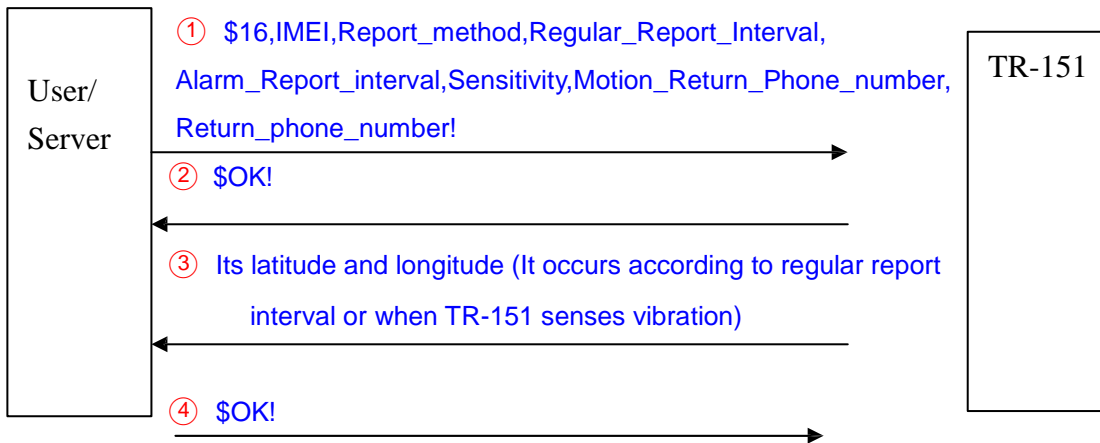 ① $16,IMEI,Report_method,Regular_Report_Interval,
Alarm_Report_interval,Sensitivity,Motion_Return_Phone_number,
Return_phone_number!
User/
Server
TR-151
② $OK!
③ Its latitude and longitude (It occurs according to regular report
interval or when TR-151 senses vibration)
④ $OK!